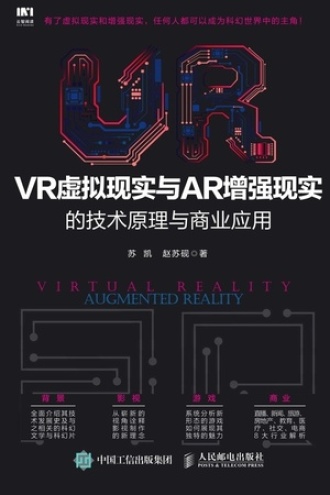 有了虚拟现实和增强现实，任何人都可以成为科幻世界中的主角！
VR
VR虚拟现实与AR增强现实
的技术原理与商业应用
苏 凯 赵苏砚◎著
VIRTUAL REALITY
AUGMENTED REALITY
背景
全面介绍其技
术发展史及与
之相关的科幻
文学与科幻片
影视
从崭新的
视角诠释
影视制作
的新理念
游戏
系统分析新
形态的游戏
如何展现其
独特的魅力
商业
直播、新闻、旅游、
房地产、教育、医
疗、社交、电商
8大行业解析
中国工信出版集团
人民邮电出版社
POSTS & TELECOM PRESS